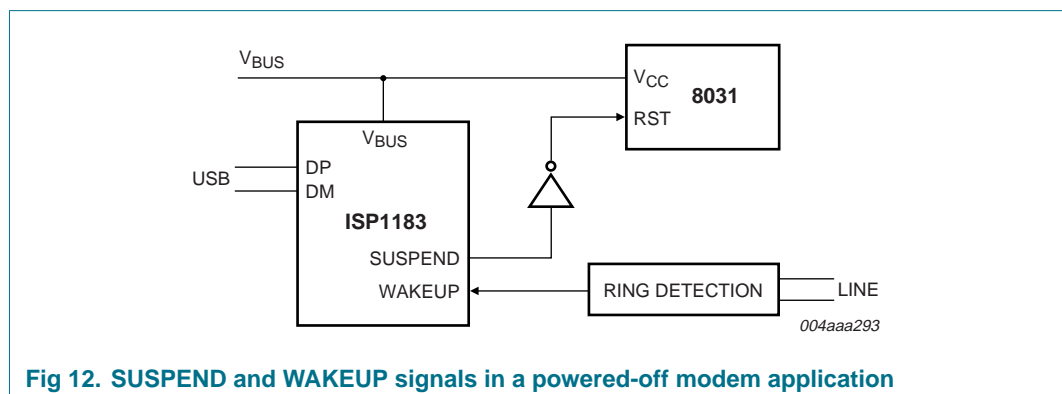 VBUS
VCC
8031
RST
VBUS
DP
USB
DM
ISP1183
SUSPEND
WAKEUP
RING DETECTION
LINE
004aaa293
Fig 12. SUSPEND and WAKEUP signals in a powered-off modem application